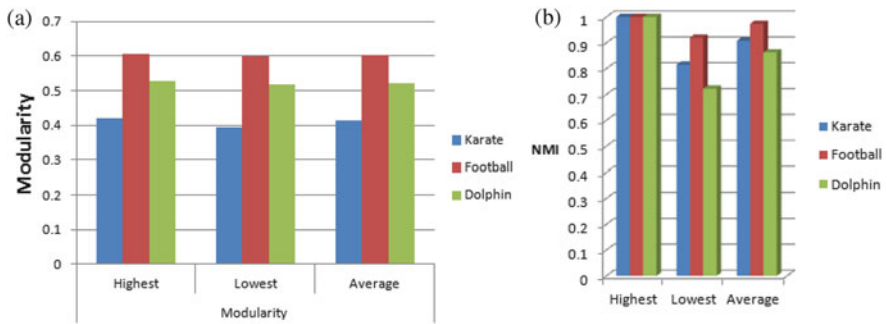 (a)
Modularity
0.7
0.6
0.5
0.4
0.3
0.2
0.1
0
Highest
Lowest
Average
Modularity
Karate
Football
Dolphin
(b)
NMI
1
0.9
0.8
0.7
0.6
0.5
0.4
0.3
0.2
0.1
0
Highest
Lowest
Average
Karate
Football
Dolphin